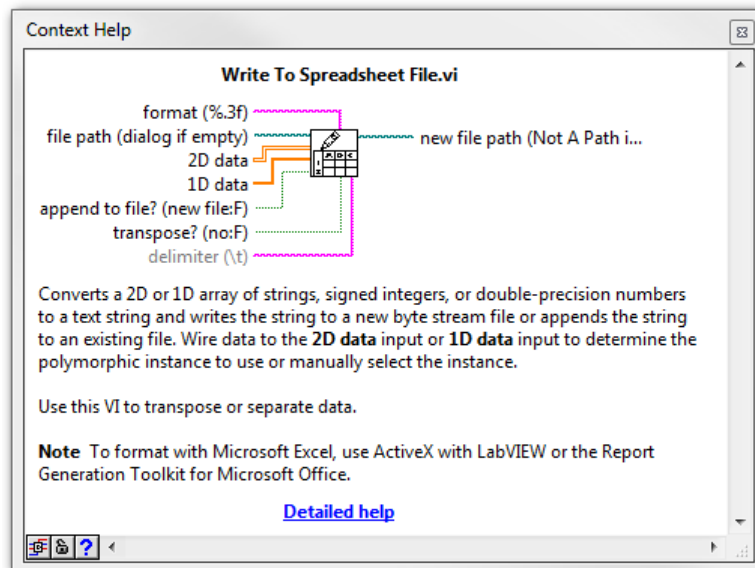 Context Help
Write To Spreadsheet File.vi
format (%.3f)
file path (dialog if empty)
new file path (Not A Path i...
2D data
1D data
append to file? (new file:F)
transpose? (no:F)
delimiter (\t)
Converts a 2D or 1D array of strings, signed integers, or double-precision numbers
to a text string and writes the string to a new byte stream file or appends the string
to an existing file. Wire data to the 2D data input or 1D data input to determine the
polymorphic instance to use or manually select the instance.
Use this VI to transpose or separate data.
Note To format with Microsoft Excel, use ActiveX with LabVIEW or the Report
Generation Toolkit for Microsoft Office.
Detailed help
?